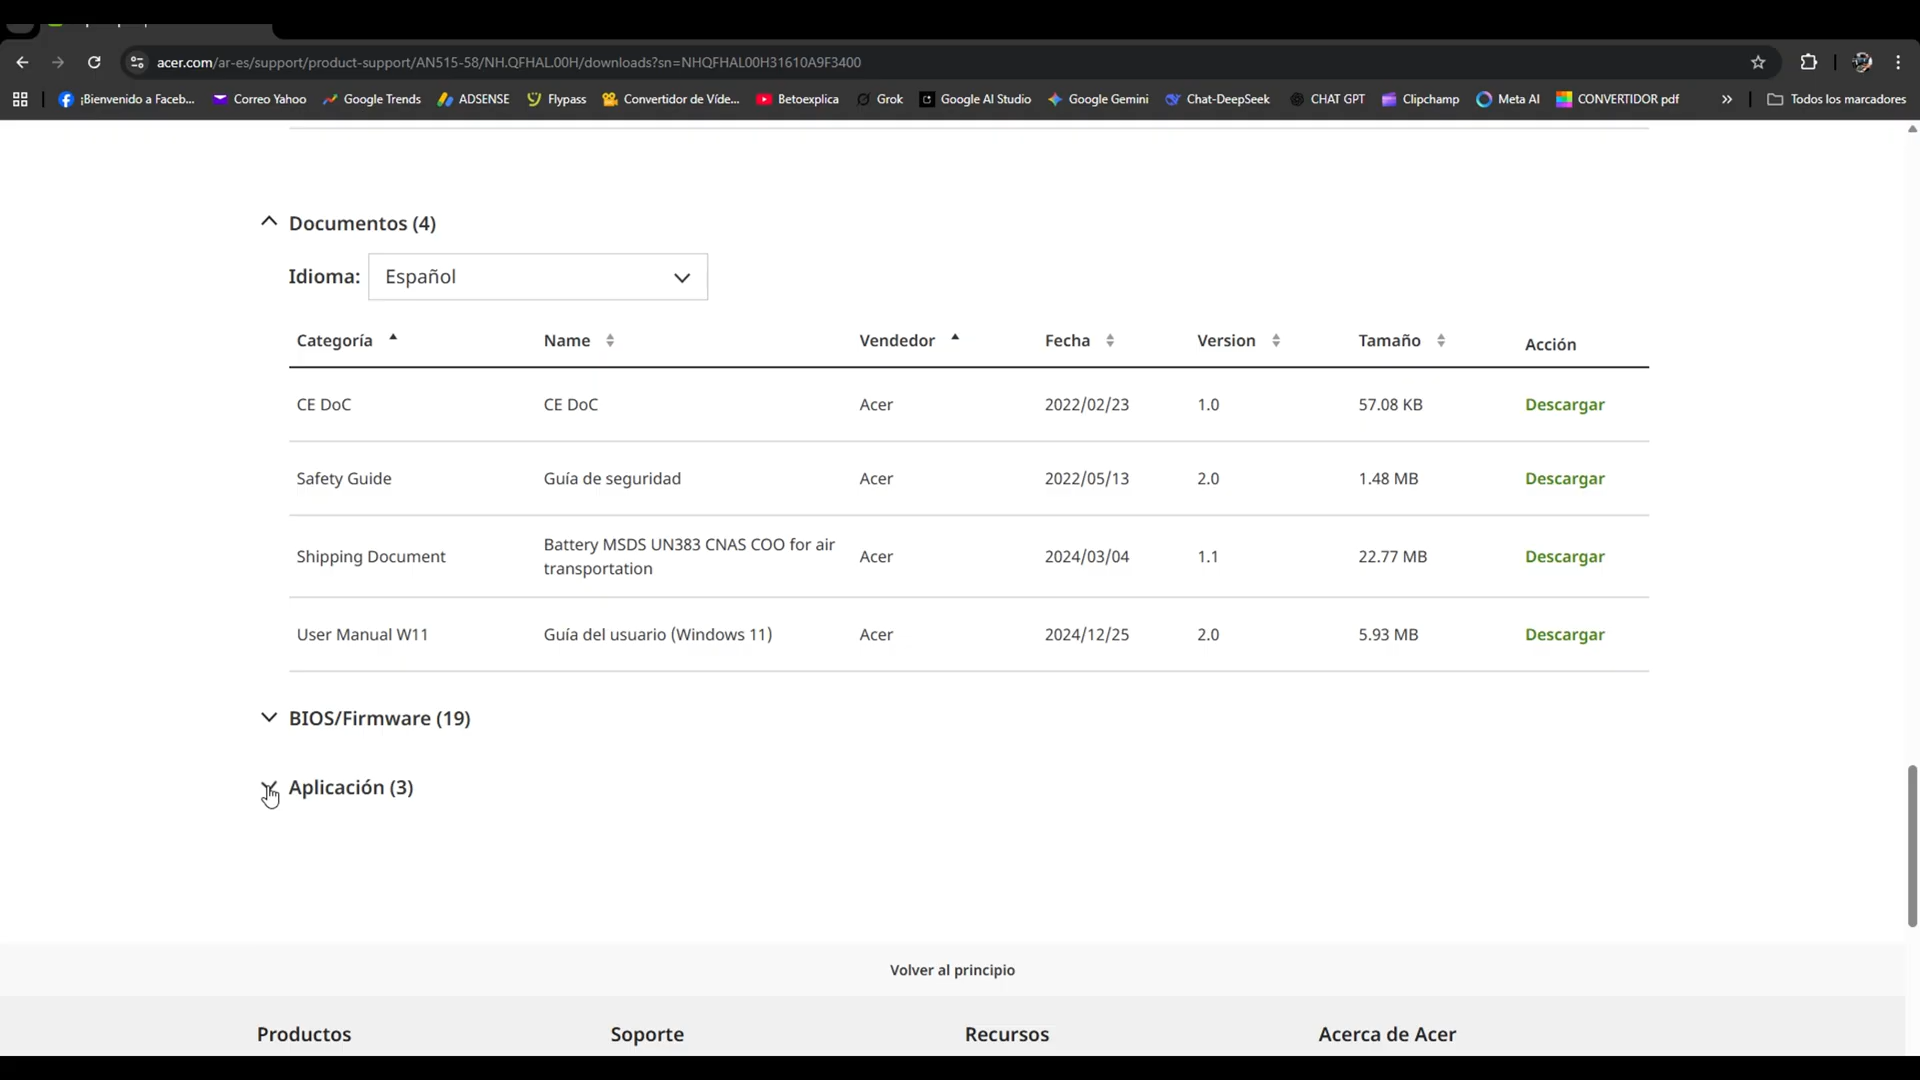 acer.com/ar-es/support/product-support/AN515-58/NH.QFHAL.00H/downloads?sn=NHQFHAL00H31610A9F3400
¡Bienvenido a Faceb...
Correo Yahoo
Google Trends
ADSENSE
Flypass
Convertidor de Víde...
Betoexplica
Grok
Google AI Studio
Google Gemini
Chat-DeepSeek
CHAT GPT
Clipchamp
Meta AI
CONVERTIDOR pdf
»
Todos los marcadores
Documentos (4)
Idioma: Español
Categoría Name Vendedor Fecha Version Tamaño Acción
CE DoC CE DoC Acer 2022/02/23 1.0 57.08 KB Descargar
Safety Guide Guía de seguridad Acer 2022/05/13 2.0 1.48 MB Descargar
Shipping Document Battery MSDS UN383 CNAS COO for air
transportation Acer 2024/03/04 1.1 22.77 MB Descargar
User Manual W11 Guía del usuario (Windows 11) Acer 2024/12/25 2.0 5.93 MB Descargar
BIOS/Firmware (19)
Aplicación (3)
Volver al principio
Productos Soporte Recursos Acerca de Acer